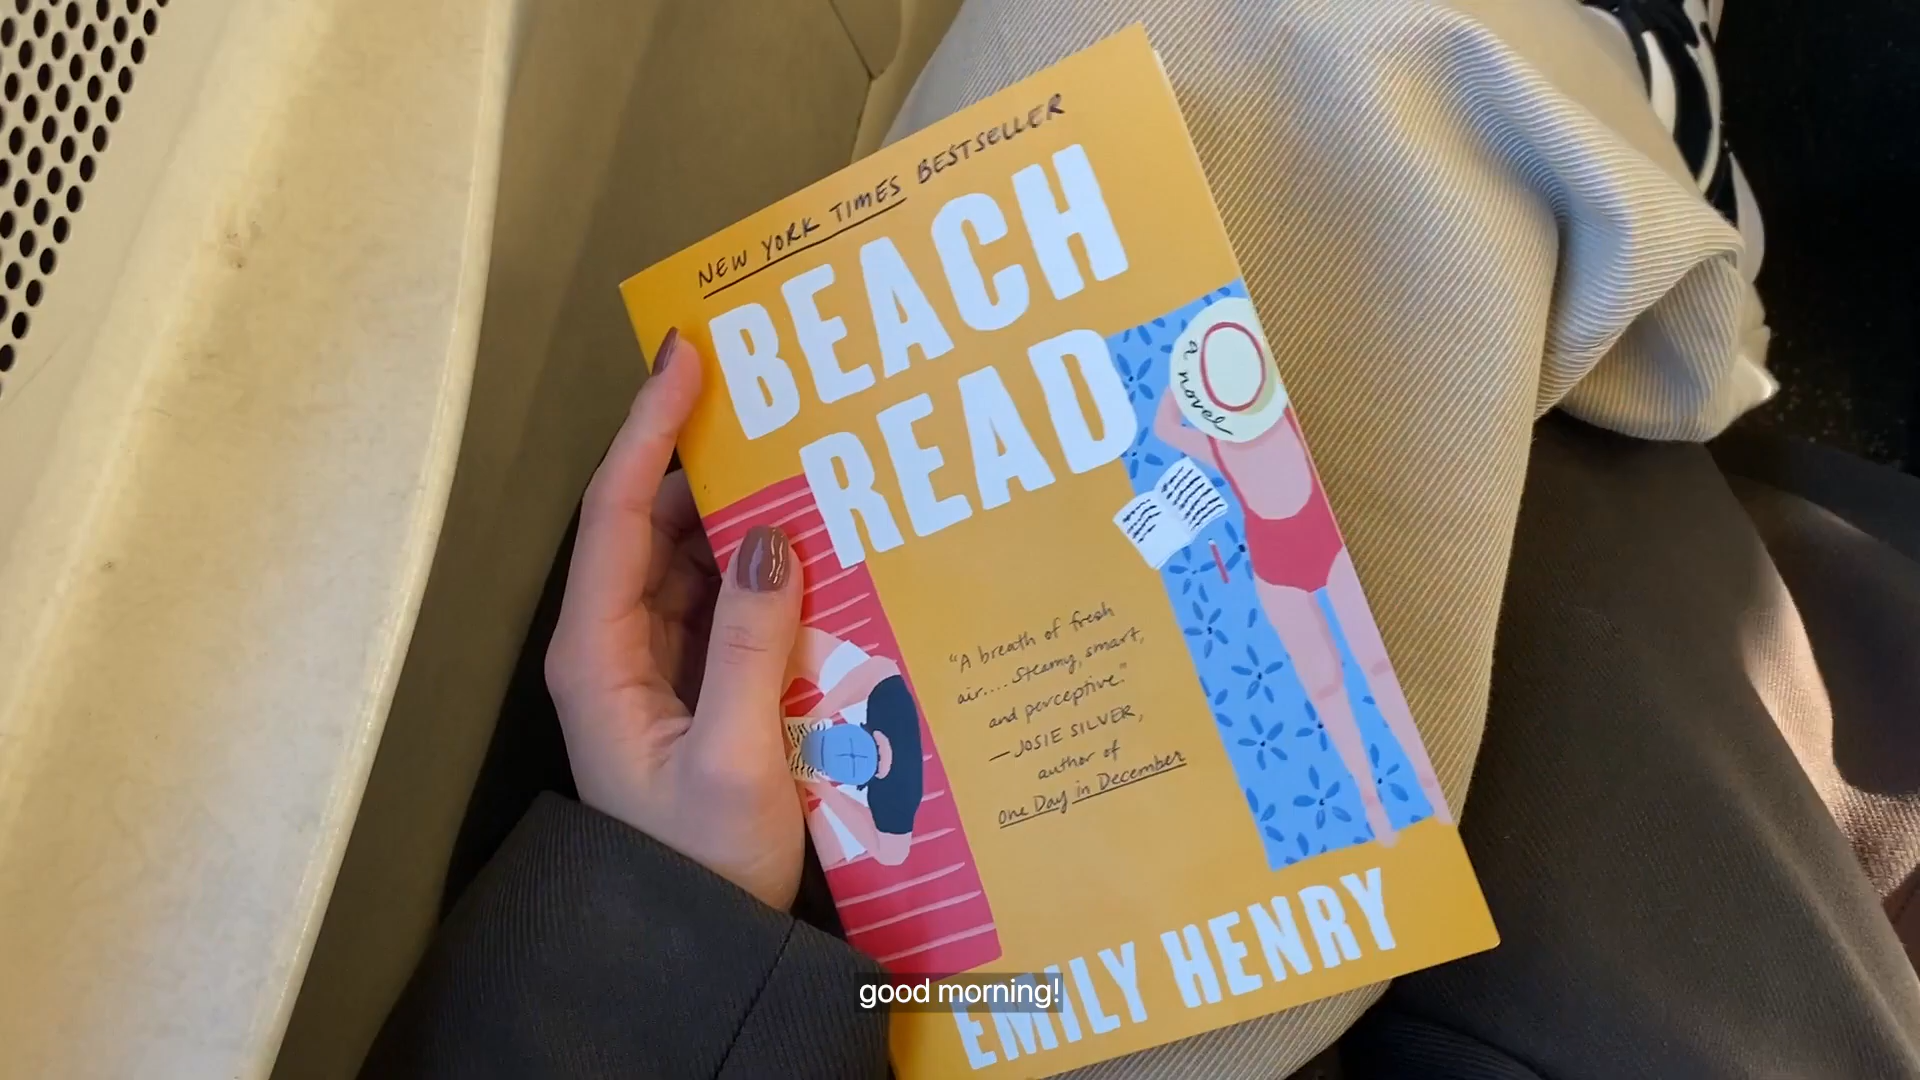 NEW YORK TIMES BESTSELLER
BEACH
READ
a novel
"A breath of fresh
air.... Steamy, smart,
and perceptive."
—JOSIE SILVER,
author of
One Day in December
EMILY HENRY
good morning!